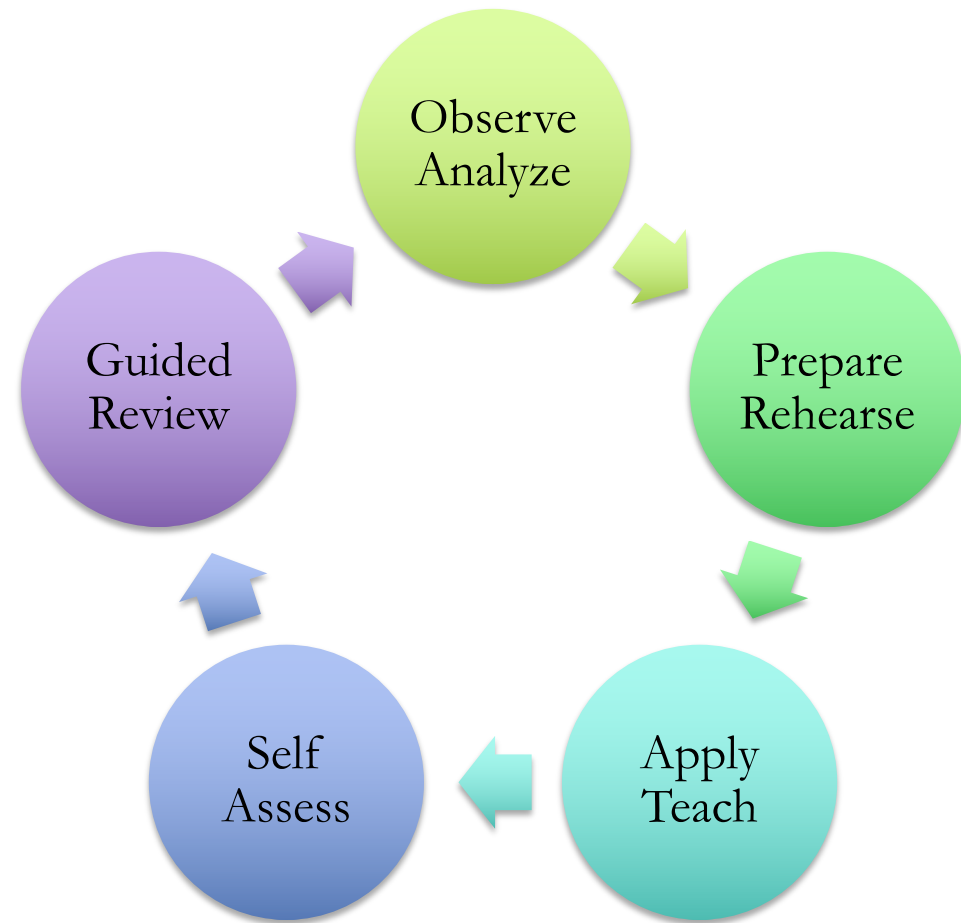 Observe
Analyze
Prepare
Rehearse
Apply
Teach
Self
Assess
Guided
Review